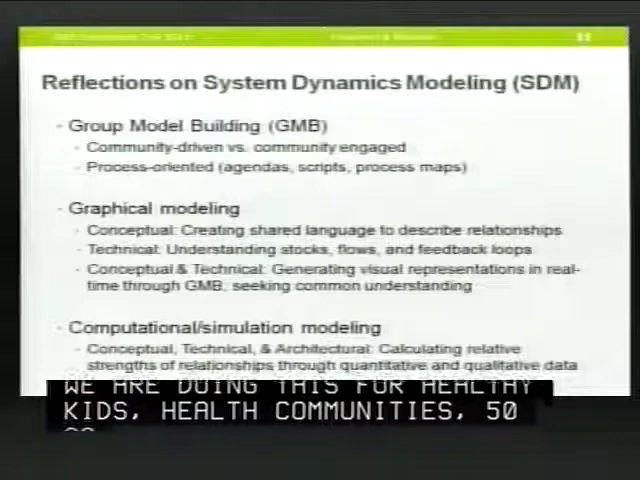 Reflections on System Dynamics Modeling (SDM)
- Group Model Building (GMB)
- Community-driven vs. community engaged
- Process-oriented (agendas, scripts, process maps)
- Graphical modeling
- Conceptual: Creating shared language to describe relationships
- Technical: Understanding stocks, flows, and feedback loops
- Conceptual & Technical: Generating visual representations in real-
time through GMB, seeking common understanding
- Computational/simulation modeling
- Conceptual, Technical, & Architectural: Calculating relative
strengths of relationships through quantitative and qualitative data
WE ARE DOING THIS FOR HEALTHY
KIDS, HEALTH COMMUNITIES, 50